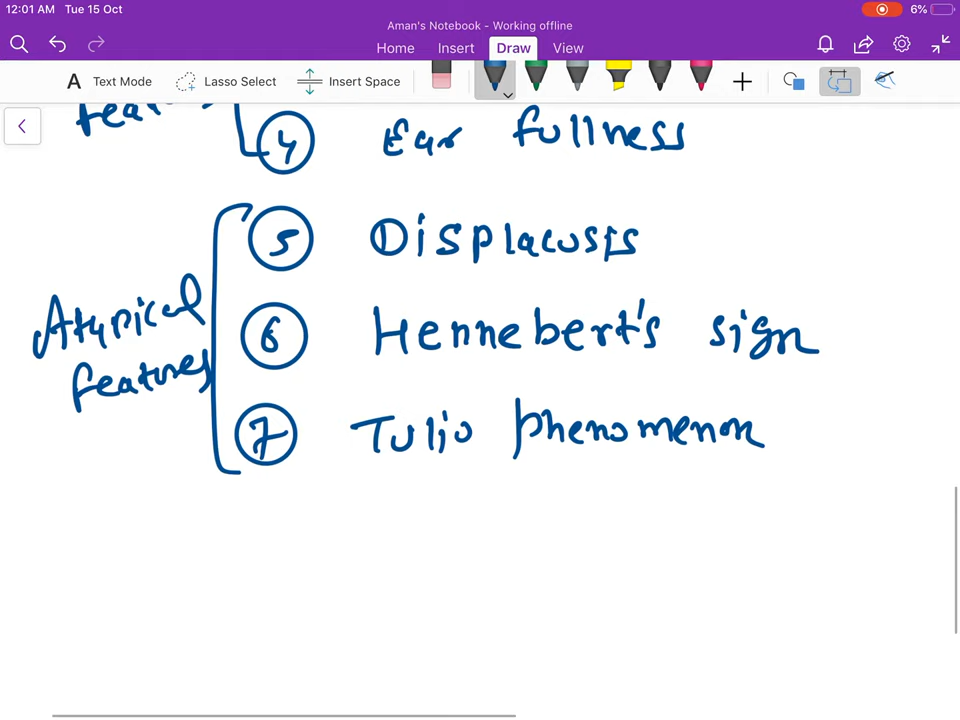 12:01 AM Tue 15 Oct 6%
Aman's Notebook - Working offline
Home Insert Draw View
A Text Mode Lasso Select Insert Space
④ Ear fullness
⑤ Displacusis
Atypical
features
⑥ Hennebert's sign
⑦ Tulio phenomenon